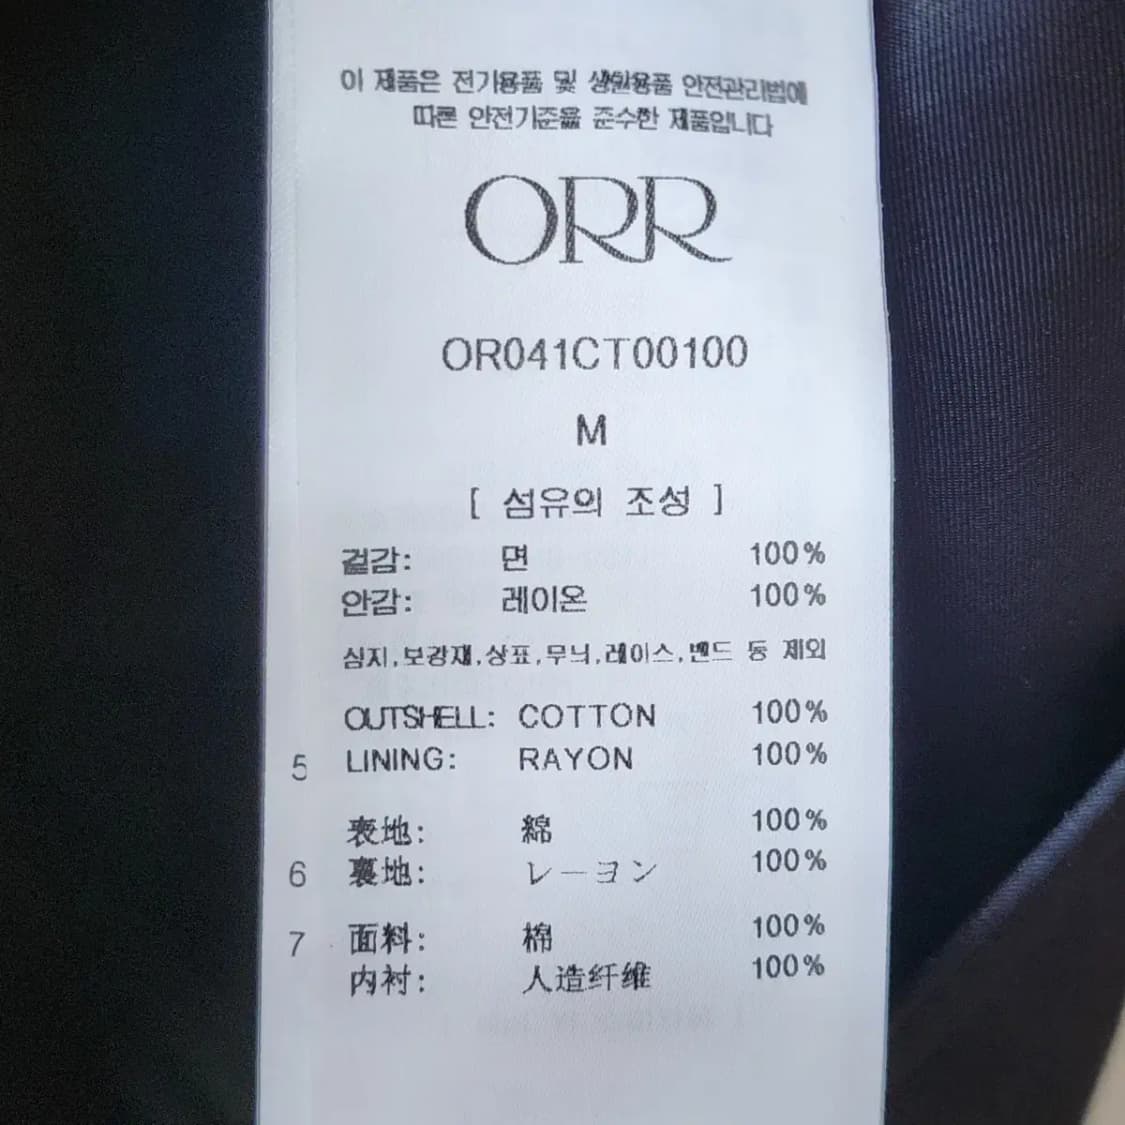 이 제품은 전기용품 및 생활용품 안전관리법에
따른 안전기준을 준수한 제품입니다
ORR
OR041CT00100
M
[ 섬유의 조성 ]
겉감: 면 100%
안감: 레이온 100%
심지,보강재,상표,무늬,레이스,밴드 등 제외
OUTSHELL: COTTON 100%
5 LINING: RAYON 100%
表地: 綿 100%
6 裏地: レーヨン 100%
7 面料: 棉 100%
内衬: 人造纤维 100%